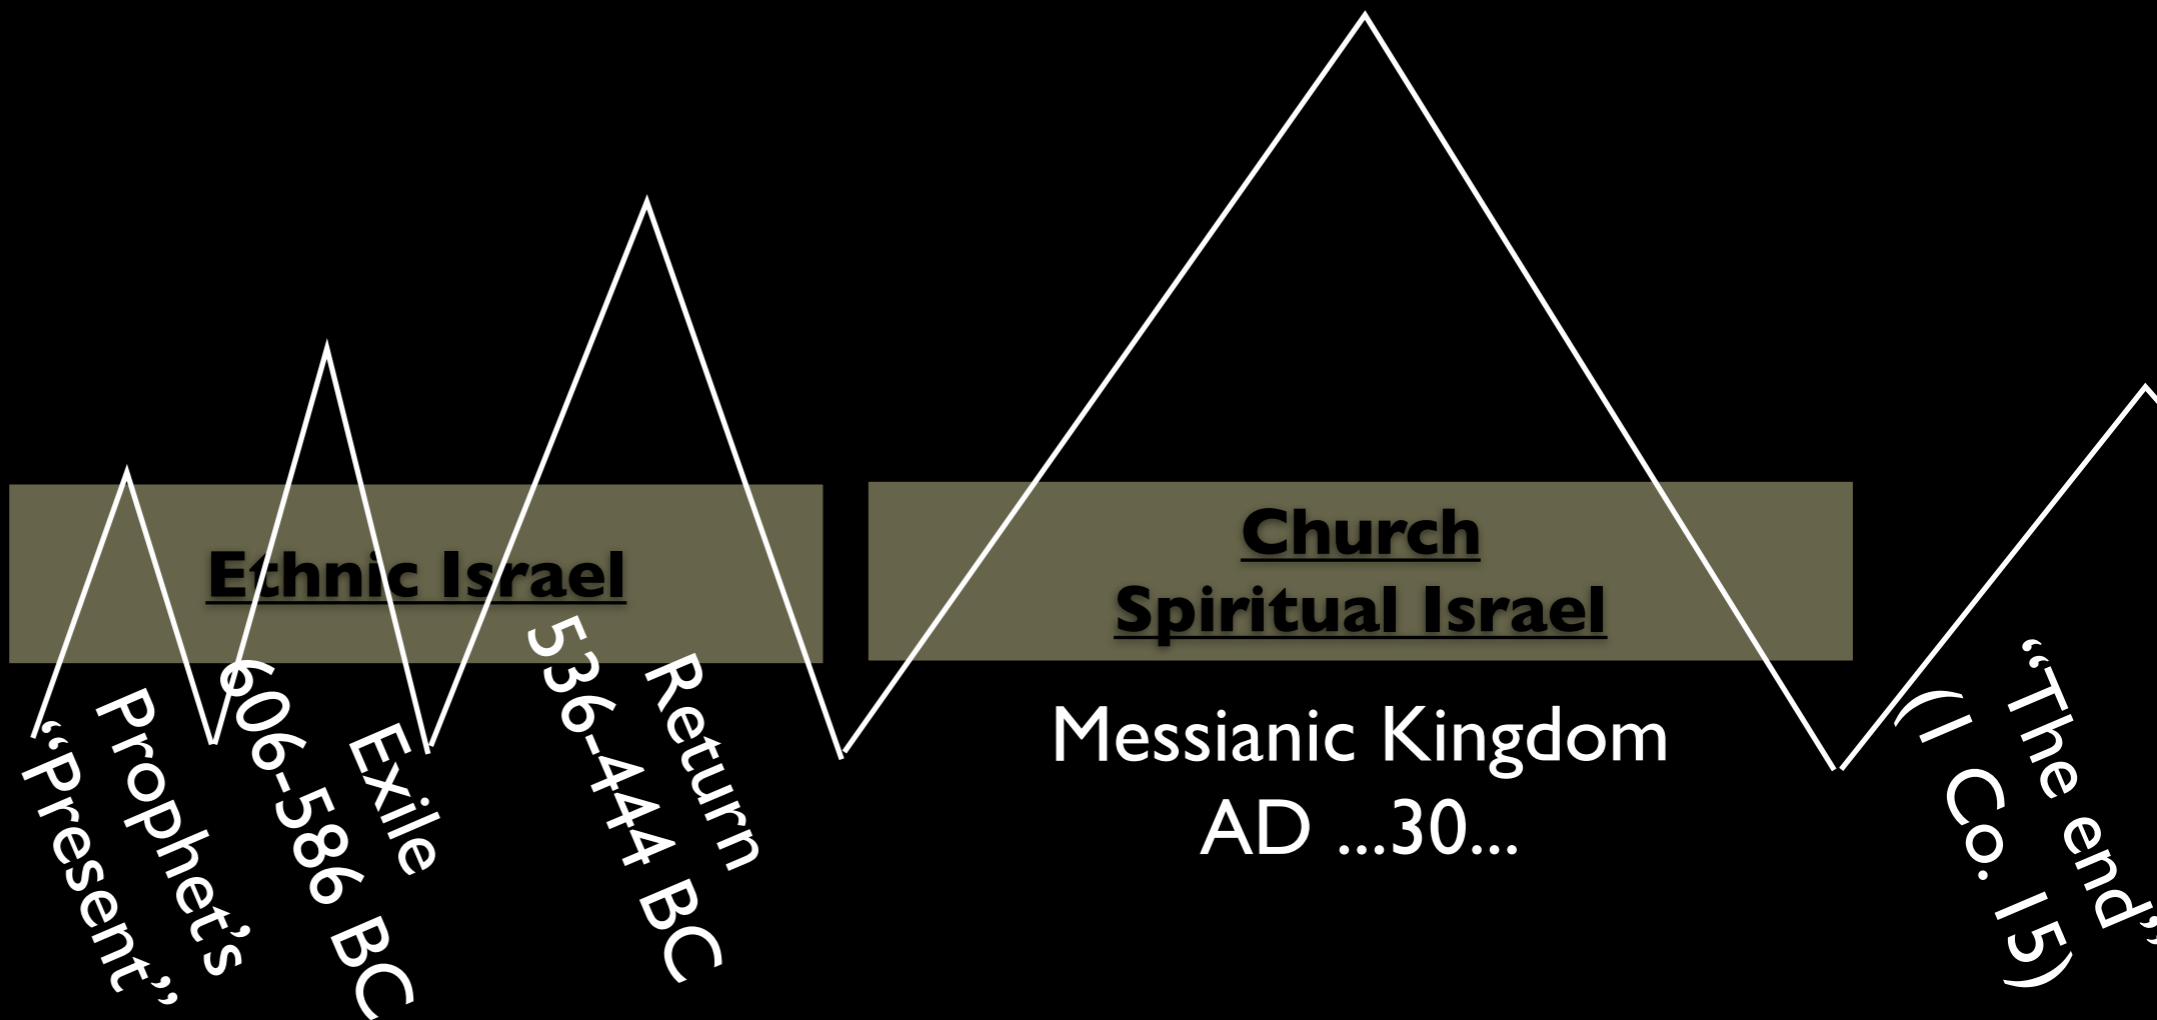 Ethnic Israel
Church
Spiritual Israel
Prophet’s
“Present”
Exile
606-586 BC
Return
536-444 BC
Messianic Kingdom
AD ...30...
“The end”
(1 Co. 15)